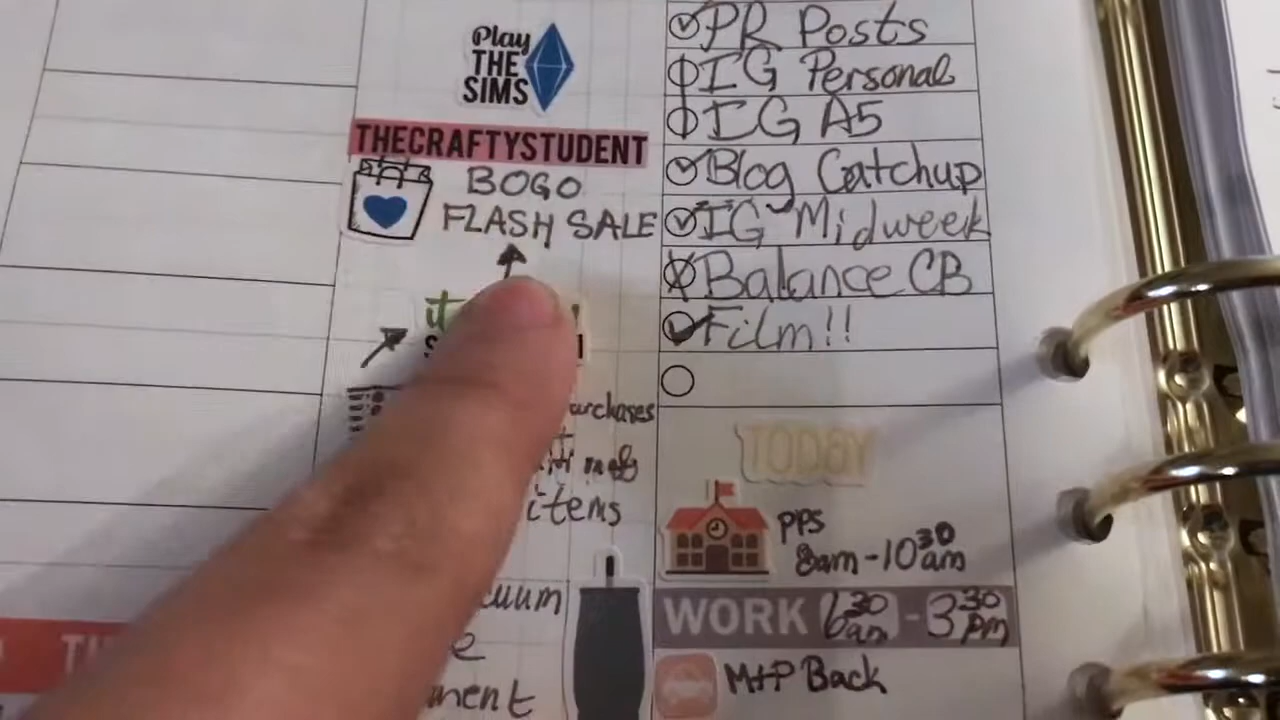 Play
THE
SIMS
THECRAFTYSTUDENT
BOGO
FLASH SALE
items
PR Posts
IG Personal
IG A5
Blog Catchup
IG Midweek
Balance CB
Film!!
TODAY
PPS
8am-1030am
WORK 630am - 330pm
M+P Back